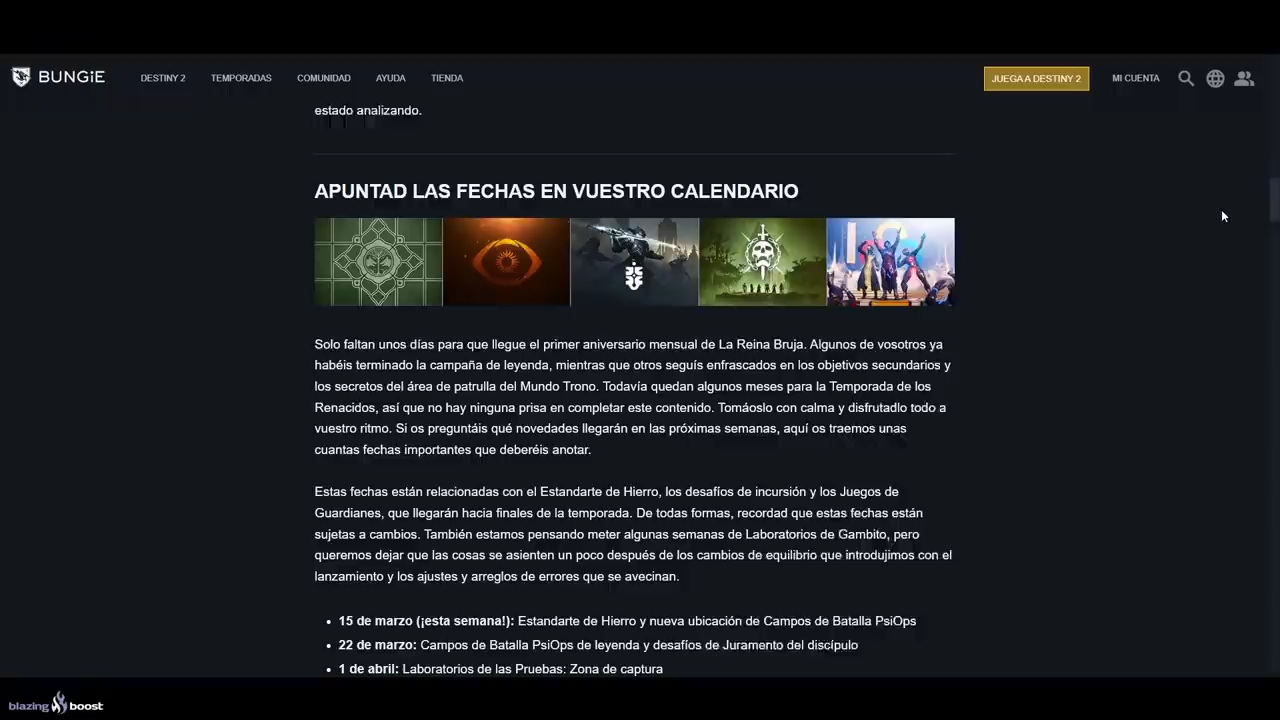 BUNGiE DESTINY 2 TEMPORADAS COMUNIDAD AYUDA TIENDA JUEGA A DESTINY 2 MI CUENTA
estado analizando.
APUNTAD LAS FECHAS EN VUESTRO CALENDARIO
Solo faltan unos días para que llegue el primer aniversario mensual de La Reina Bruja. Algunos de vosotros ya
habéis terminado la campaña de leyenda, mientras que otros seguís enfrascados en los objetivos secundarios y
los secretos del área de patrulla del Mundo Trono. Todavía quedan algunos meses para la Temporada de los
Renacidos, así que no hay ninguna prisa en completar este contenido. Tomáoslo con calma y disfrutadlo todo a
vuestro ritmo. Si os preguntáis qué novedades llegarán en las próximas semanas, aquí os traemos unas
cuantas fechas importantes que deberéis anotar.
Estas fechas están relacionadas con el Estandarte de Hierro, los desafíos de incursión y los Juegos de
Guardianes, que llegarán hacia finales de la temporada. De todas formas, recordad que estas fechas están
sujetas a cambios. También estamos pensando meter algunas semanas de Laboratorios de Gambito, pero
queremos dejar que las cosas se asienten un poco después de los cambios de equilibrio que introdujimos con el
lanzamiento y los ajustes y arreglos de errores que se avecinan.
• 15 de marzo (¡esta semana!): Estandarte de Hierro y nueva ubicación de Campos de Batalla PsiOps
• 22 de marzo: Campos de Batalla PsiOps de leyenda y desafíos de Juramento del discípulo
• 1 de abril: Laboratorios de las Pruebas: Zona de captura
blazing boost